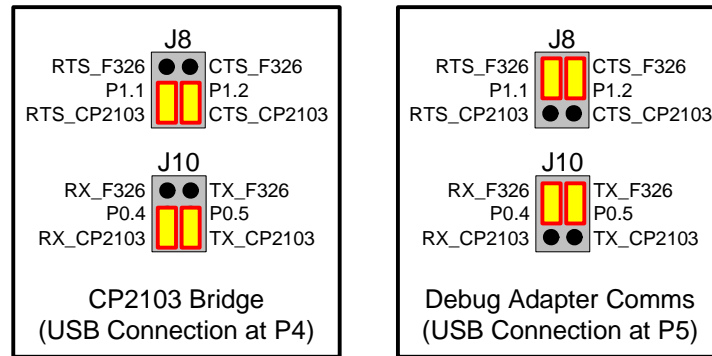 J8
RTS_F326 CTS_F326
P1.1 P1.2
RTS_CP2103 CTS_CP2103
J10
RX_F326 TX_F326
P0.4 P0.5
RX_CP2103 TX_CP2103
CP2103 Bridge
(USB Connection at P4)
J8
RTS_F326 CTS_F326
P1.1 P1.2
RTS_CP2103 CTS_CP2103
J10
RX_F326 TX_F326
P0.4 P0.5
RX_CP2103 TX_CP2103
Debug Adapter Comms
(USB Connection at P5)